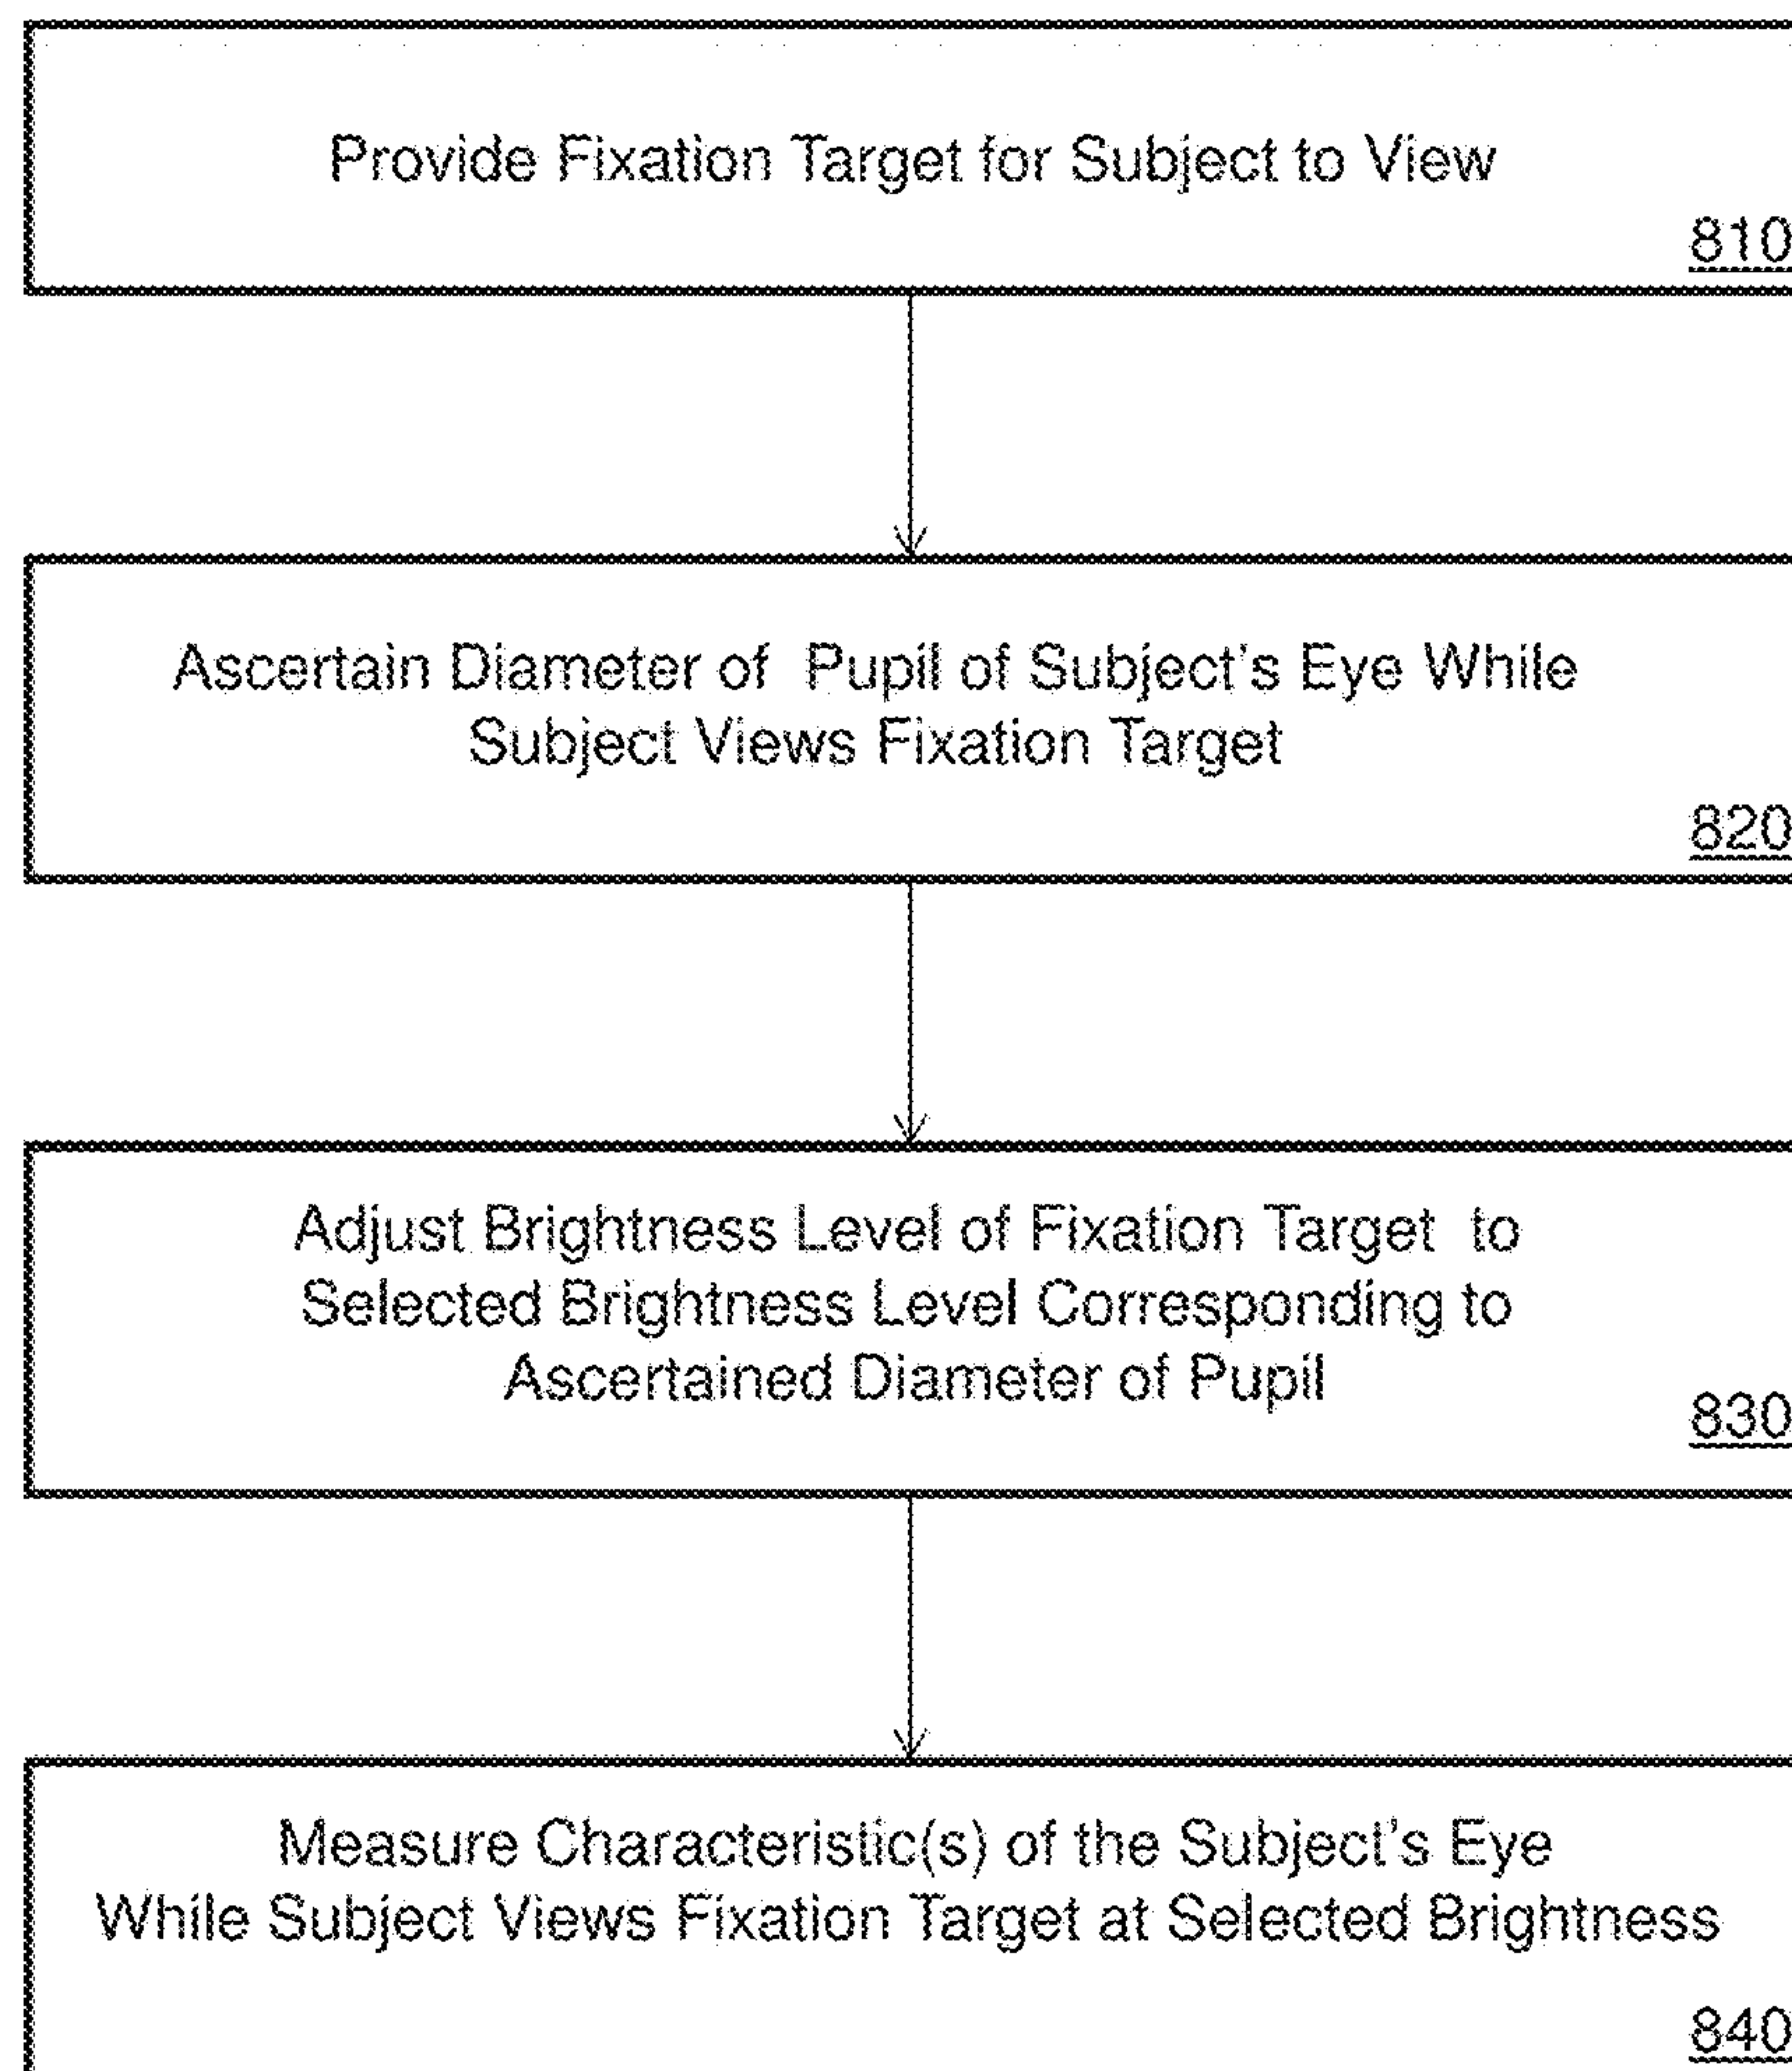 Provide Fixation Target for Subject to View
810
Ascertain Diameter of Pupil of Subject's Eye While
Subject Views Fixation Target
820
Adjust Brightness Level of Fixation Target to
Selected Brightness Level Corresponding to
Ascertained Diameter of Pupil
830
Measure Characteristic(s) of the Subject's Eye
While Subject Views Fixation Target at Selected Brightness
840